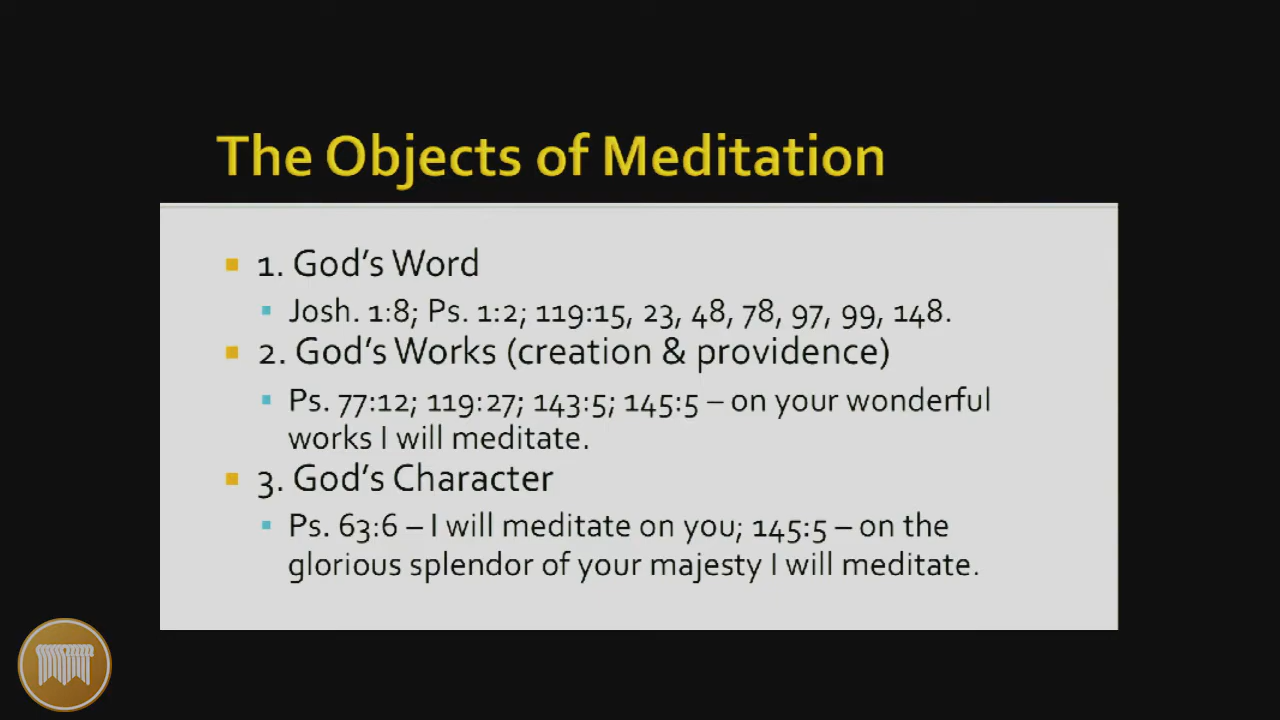 The Objects of Meditation
1. God's Word
Josh. 1:8; Ps. 1:2; 119:15, 23, 48, 78, 97, 99, 148.
2. God's Works (creation & providence)
Ps. 77:12; 119:27; 143:5; 145:5 – on your wonderful
works I will meditate.
3. God's Character
Ps. 63:6 – I will meditate on you; 145:5 – on the
glorious splendor of your majesty I will meditate.